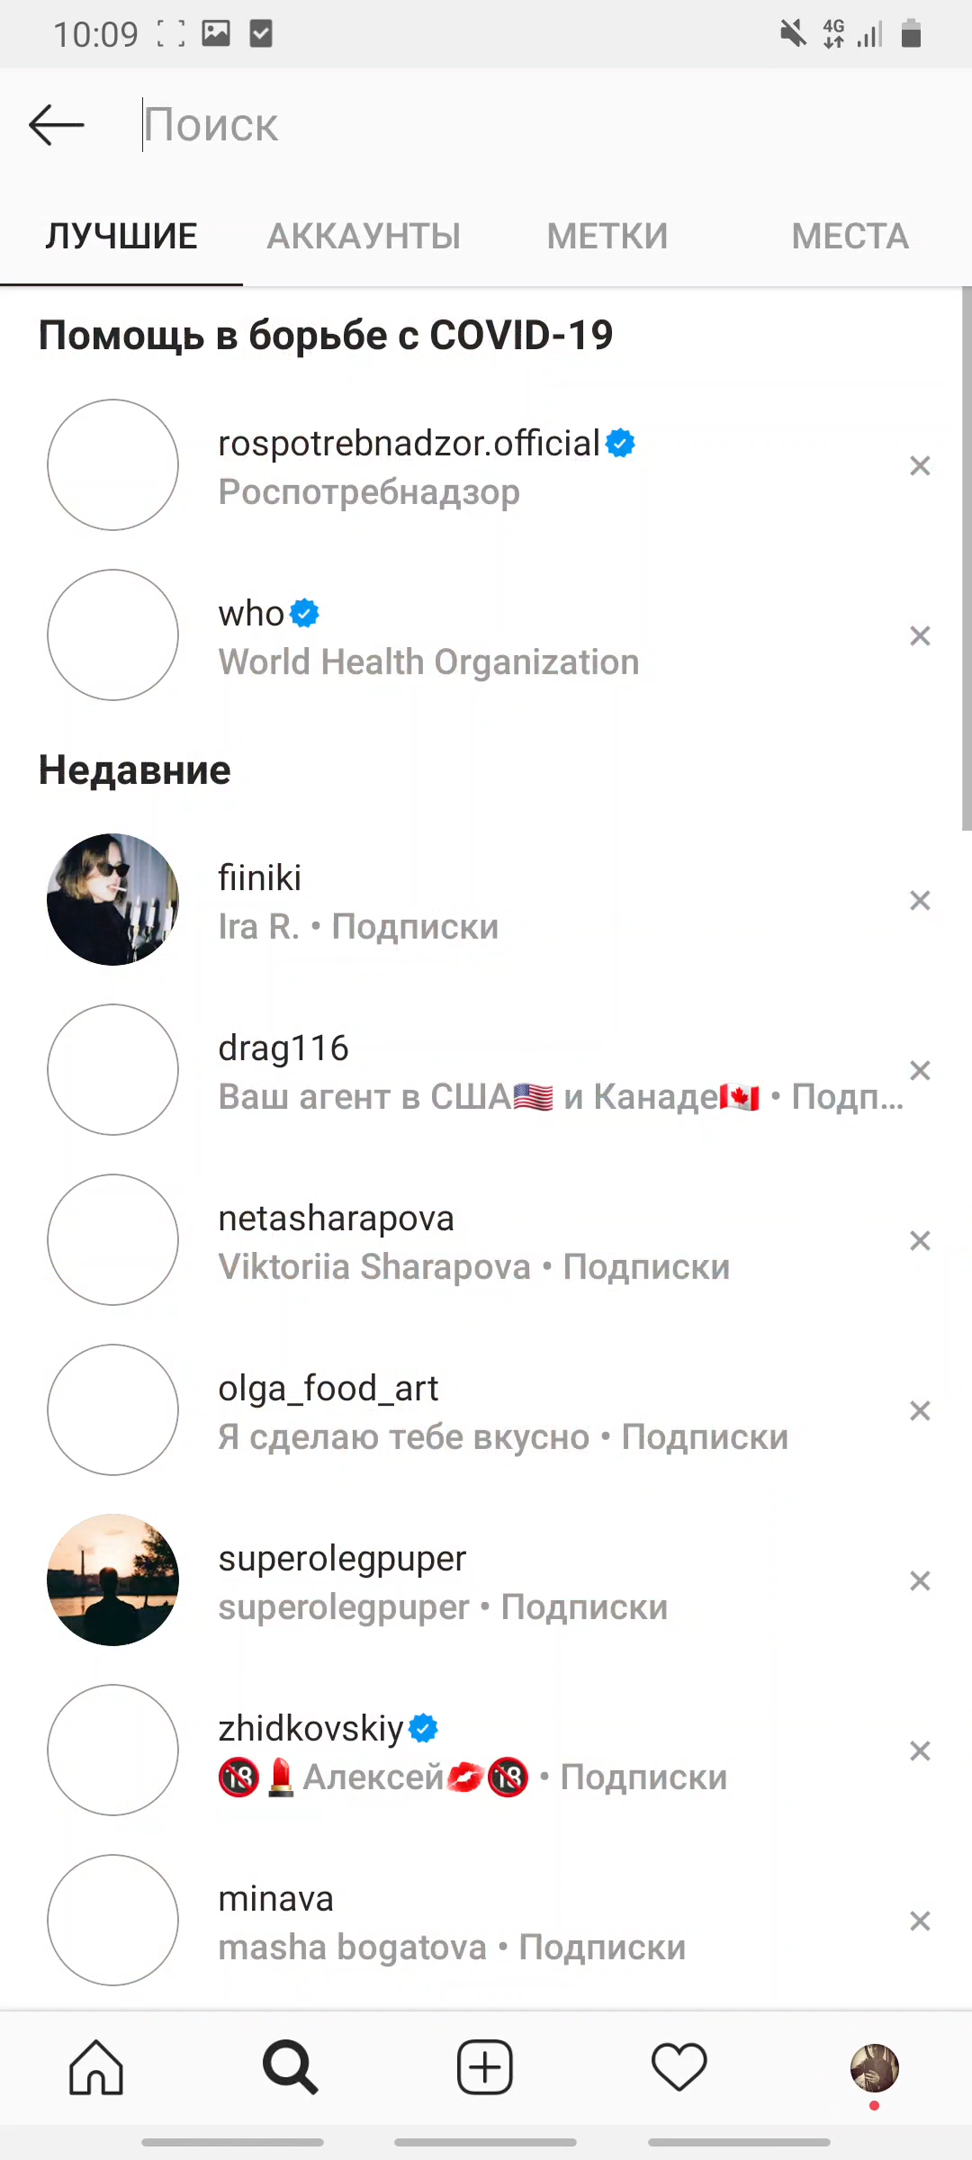 10:09
4G
Поиск
ЛУЧШИЕ АККАУНТЫ МЕТКИ МЕСТА
Помощь в борьбе с COVID-19
rospotrebnadzor.official
Роспотребнадзор
who
World Health Organization
Недавние
fiiniki
Ira R. • Подписки
drag116
Ваш агент в США🇺🇸 и Канаде🇨🇦 • Подп...
netasharapova
Viktoriia Sharapova • Подписки
olga_food_art
Я сделаю тебе вкусно • Подписки
superolegpuper
superolegpuper • Подписки
zhidkovskiy
🔞💄Алексей💋🔞 • Подписки
minava
masha bogatova • Подписки